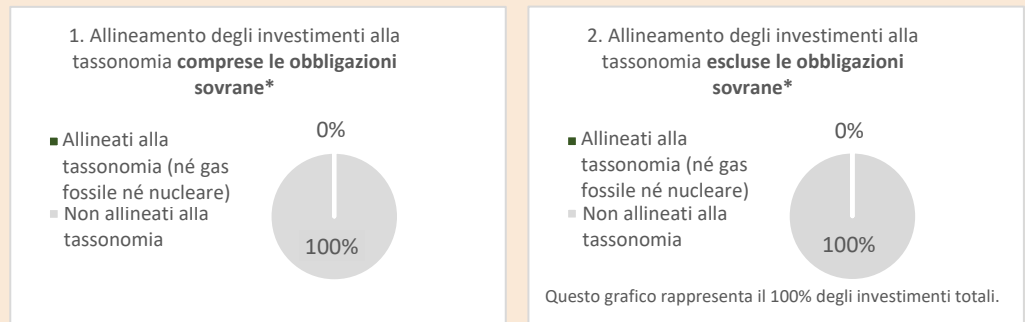 1. Allineamento degli investimenti alla
tassonomia comprese le obbligazioni
sovrane*
Allineati alla
tassonomia (né gas
fossile né nucleare)
Non allineati alla
tassonomia
0%
100%
2. Allineamento degli investimenti alla
tassonomia escluse le obbligazioni
sovrane*
Allineati alla
tassonomia (né gas
fossile né nucleare)
Non allineati alla
tassonomia
0%
100%
Questo grafico rappresenta il 100% degli investimenti totali.